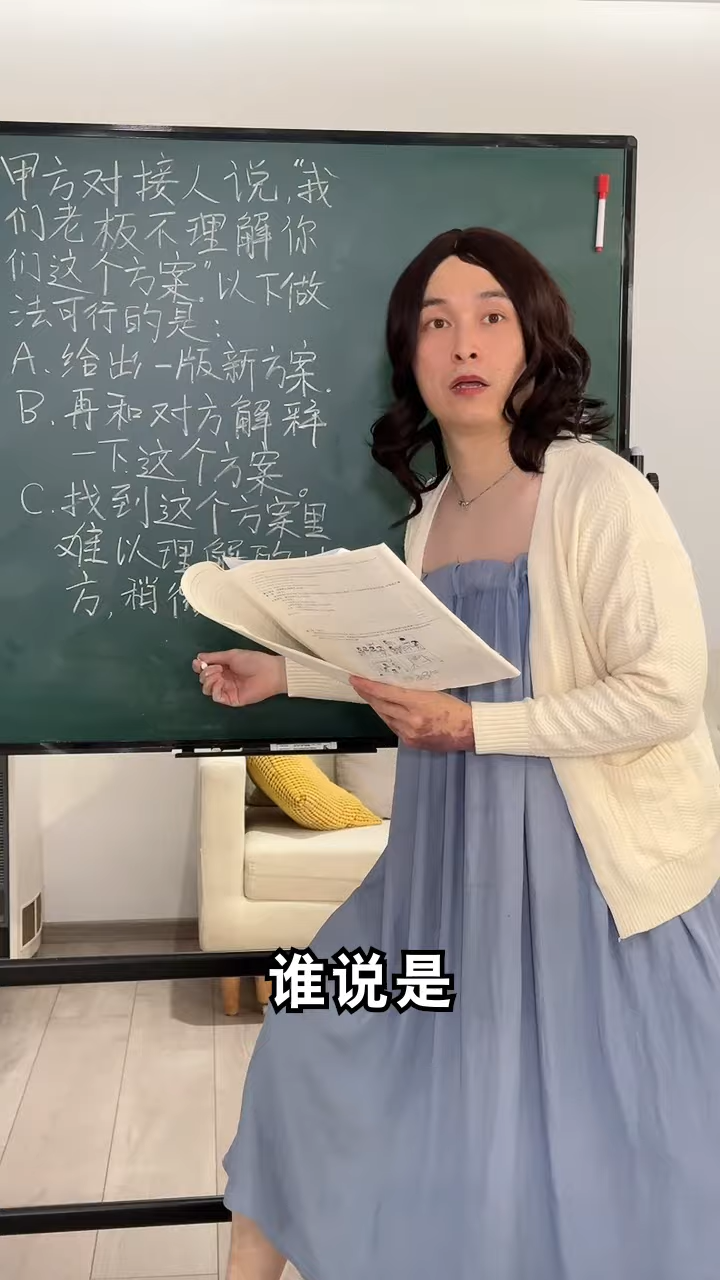 甲方对接人说,“我
们老板不理解你
们这个方案”以下做
法可行的是:
A.给出一版新方案.
B.再和对方解释
一下这个方案。
C.找到这个方案里
难以理解的地
方,稍
谁说是